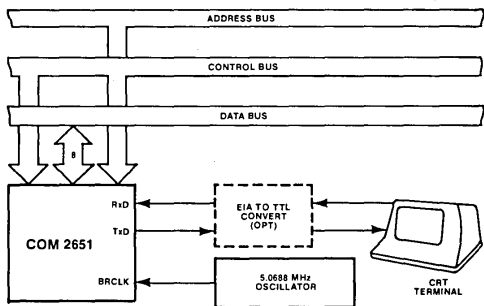 ADDRESS BUS
CONTROL BUS
DATA BUS
8
RxD
TxD
COM 2651
BRCLK
EIA TO TTL
CONVERT
(OPT)
5.0688 MHz
OSCILLATOR
CRT
TERMINAL